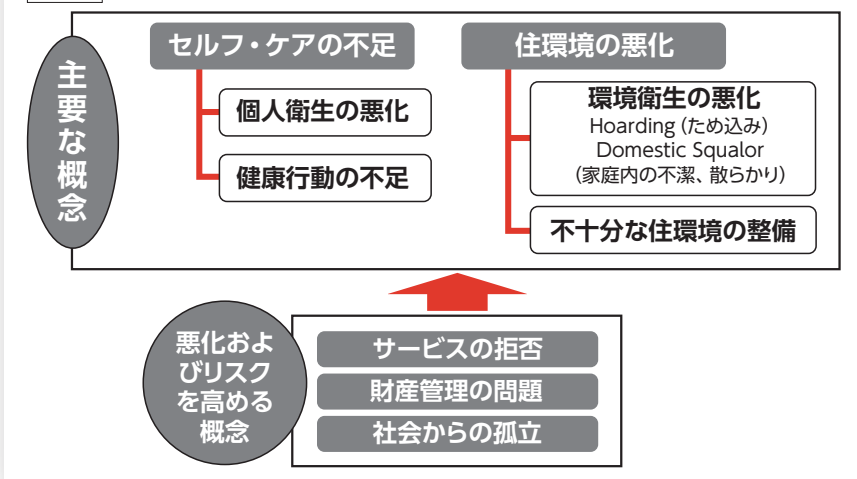 主要な概念
セルフ・ケアの不足
個人衛生の悪化
健康行動の不足
住環境の悪化
環境衛生の悪化
Hoarding (ため込み)
Domestic Squalor
(家庭内の不潔、散らかり)
不十分な住環境の整備
悪化およ
びリスク
を高める
概念
サービスの拒否
財産管理の問題
社会からの孤立